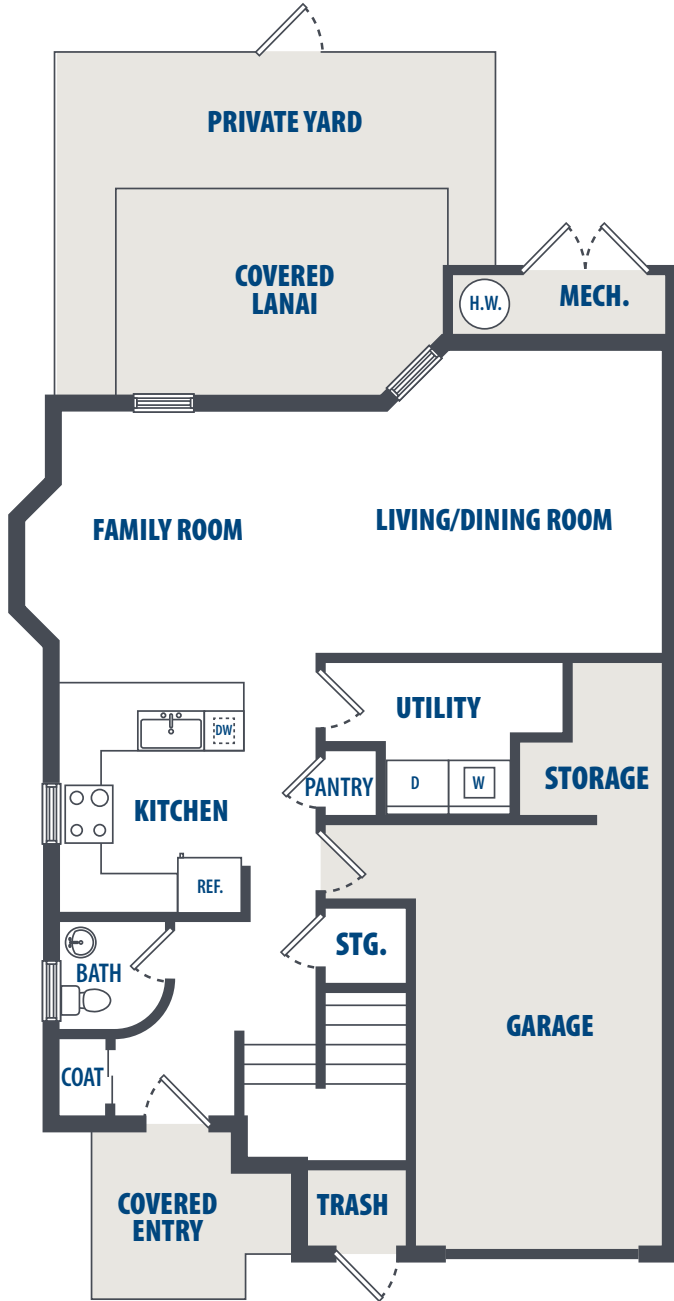 PRIVATE YARD
COVERED
LANAI
H.W.
MECH.
FAMILY ROOM
LIVING/DINING ROOM
UTILITY
DW
PANTRY
D
W
STORAGE
KITCHEN
REF.
STG.
BATH
GARAGE
COAT
COVERED
ENTRY
TRASH